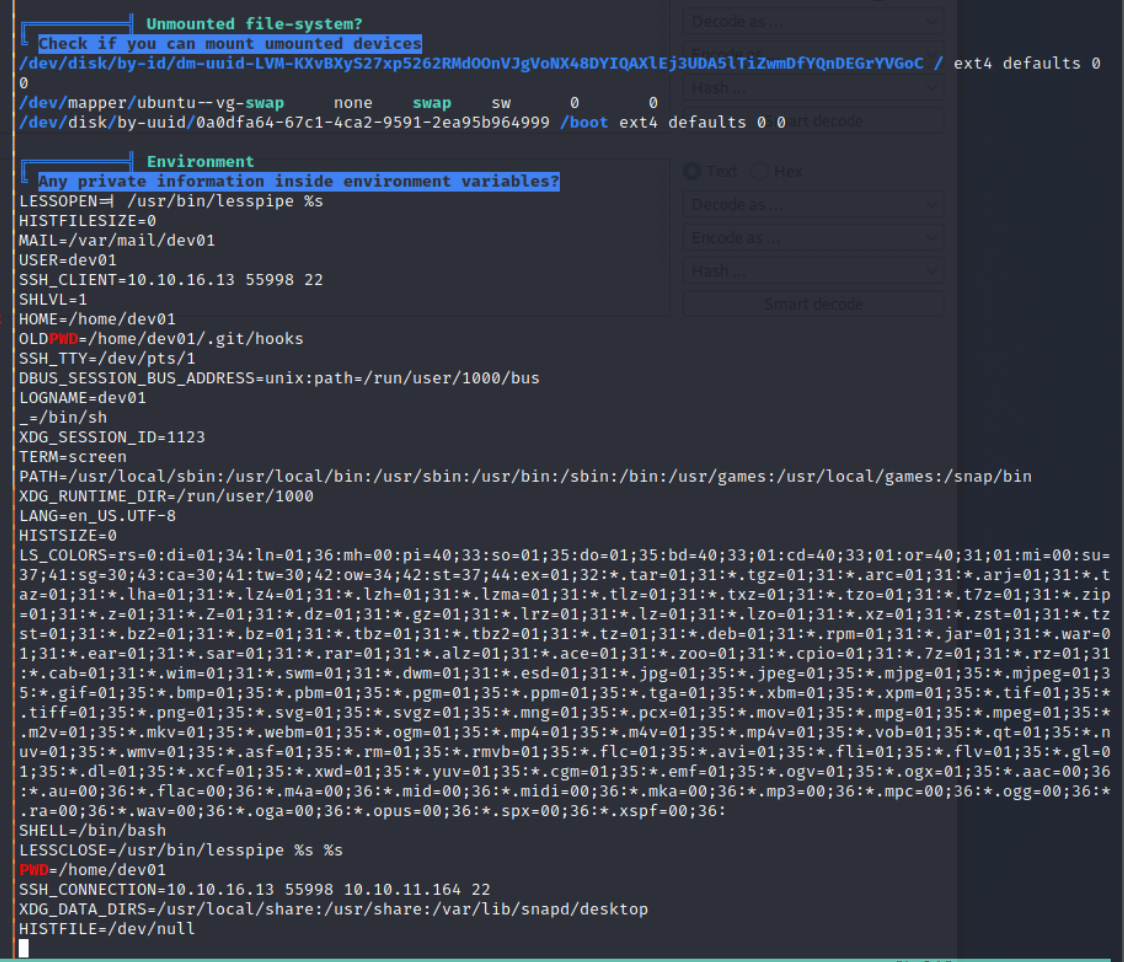 Unmounted file-system?
Check if you can mount umounted devices
/dev/disk/by-id/dm-uuid-LVM-KXvBXyS27xp5262RMdOOnVJgVoNX48DYIQAXlEj3UDA5lTiZwmDfYQnDEGrYVGoC / ext4 defaults 0
0
/dev/mapper/ubuntu--vg-swap none swap sw 0 0
/dev/disk/by-uuid/0a0dfa64-67c1-4ca2-9591-2ea95b964999 /boot ext4 defaults 0 0
Environment
Any private information inside environment variables?
LESSOPEN=| /usr/bin/lesspipe %s
HISTFILESIZE=0
MAIL=/var/mail/dev01
USER=dev01
SSH_CLIENT=10.10.16.13 55998 22
SHLVL=1
HOME=/home/dev01
OLDPWD=/home/dev01/.git/hooks
SSH_TTY=/dev/pts/1
DBUS_SESSION_BUS_ADDRESS=unix:path=/run/user/1000/bus
LOGNAME=dev01
_=/bin/sh
XDG_SESSION_ID=1123
TERM=screen
PATH=/usr/local/sbin:/usr/local/bin:/usr/sbin:/usr/bin:/sbin:/bin:/usr/games:/usr/local/games:/snap/bin
XDG_RUNTIME_DIR=/run/user/1000
LANG=en_US.UTF-8
HISTSIZE=0
LS_COLORS=rs=0:di=01;34:ln=01;36:mh=00:pi=40;33:so=01;35:do=01;35:bd=40;33;01:cd=40;33;01:or=40;31;01:mi=00:su=
37;41:sg=30;43:ca=30;41:tw=30;42:ow=34;42:st=37;44:ex=01;32:*.tar=01;31:*.tgz=01;31:*.arc=01;31:*.arj=01;31:*.t
az=01;31:*.lha=01;31:*.lz4=01;31:*.lzh=01;31:*.lzma=01;31:*.tlz=01;31:*.txz=01;31:*.tzo=01;31:*.t7z=01;31:*.zip
=01;31:*.z=01;31:*.Z=01;31:*.dz=01;31:*.gz=01;31:*.lrz=01;31:*.lz=01;31:*.lzo=01;31:*.xz=01;31:*.zst=01;31:*.tz
st=01;31:*.bz2=01;31:*.bz=01;31:*.tbz=01;31:*.tbz2=01;31:*.tz=01;31:*.deb=01;31:*.rpm=01;31:*.jar=01;31:*.war=0
1;31:*.ear=01;31:*.sar=01;31:*.rar=01;31:*.alz=01;31:*.ace=01;31:*.zoo=01;31:*.cpio=01;31:*.7z=01;31:*.rz=01;31
:*.cab=01;31:*.wim=01;31:*.swm=01;31:*.dwm=01;31:*.esd=01;31:*.jpg=01;35:*.jpeg=01;35:*.mjpg=01;35:*.mjpeg=01;3
5:*.gif=01;35:*.bmp=01;35:*.pbm=01;35:*.pgm=01;35:*.ppm=01;35:*.tga=01;35:*.xbm=01;35:*.xpm=01;35:*.tif=01;35:*
.tiff=01;35:*.png=01;35:*.svg=01;35:*.svgz=01;35:*.mng=01;35:*.pcx=01;35:*.mov=01;35:*.mpg=01;35:*.mpeg=01;35:*
.m2v=01;35:*.mkv=01;35:*.webm=01;35:*.ogm=01;35:*.mp4=01;35:*.m4v=01;35:*.mp4v=01;35:*.vob=01;35:*.qt=01;35:*.n
uv=01;35:*.wmv=01;35:*.asf=01;35:*.rm=01;35:*.rmvb=01;35:*.flc=01;35:*.avi=01;35:*.fli=01;35:*.flv=01;35:*.gl=0
1;35:*.dl=01;35:*.xcf=01;35:*.xwd=01;35:*.yuv=01;35:*.cgm=01;35:*.emf=01;35:*.ogv=01;35:*.ogx=01;35:*.aac=00;36
:*.au=00;36:*.flac=00;36:*.m4a=00;36:*.mid=00;36:*.midi=00;36:*.mka=00;36:*.mp3=00;36:*.mpc=00;36:*.ogg=00;36:*
.ra=00;36:*.wav=00;36:*.oga=00;36:*.opus=00;36:*.spx=00;36:*.xspf=00;36:
SHELL=/bin/bash
LESSCLOSE=/usr/bin/lesspipe %s %s
PWD=/home/dev01
SSH_CONNECTION=10.10.16.13 55998 10.10.11.164 22
XDG_DATA_DIRS=/usr/local/share:/usr/share:/var/lib/snapd/desktop
HISTFILE=/dev/null
Decode as ...
Encode as ...
Hash ...
Smart decode
Text
Hex
Decode as ...
Encode as ...
Hash ...
Smart decode